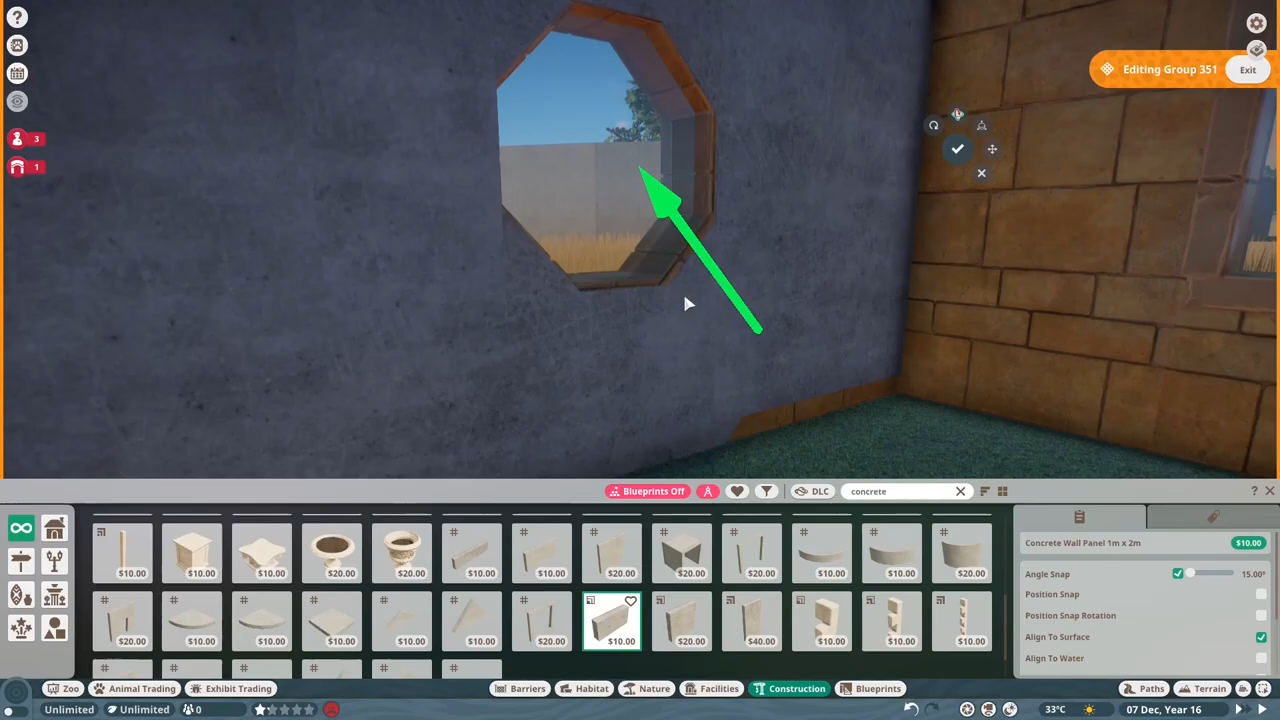 Editing Group 351 Exit
3
1
Blueprints Off DLC concrete
$10.00 $10.00 $10.00 $20.00 $20.00 $10.00 $10.00 $20.00 $20.00 $20.00 $10.00 $10.00 $20.00
$20.00 $10.00 $10.00 $10.00 $10.00 $10.00 $20.00 $10.00 $20.00 $40.00 $10.00 $10.00 $10.00
Concrete Wall Panel 1m x 2m $10.00
Angle Snap 15.00°
Position Snap
Position Snap Rotation
Align To Surface
Align To Water
Zoo Animal Trading Exhibit Trading Barriers Habitat Nature Facilities Construction Blueprints Paths Terrain
Unlimited Unlimited 0 33°C 07 Dec, Year 16